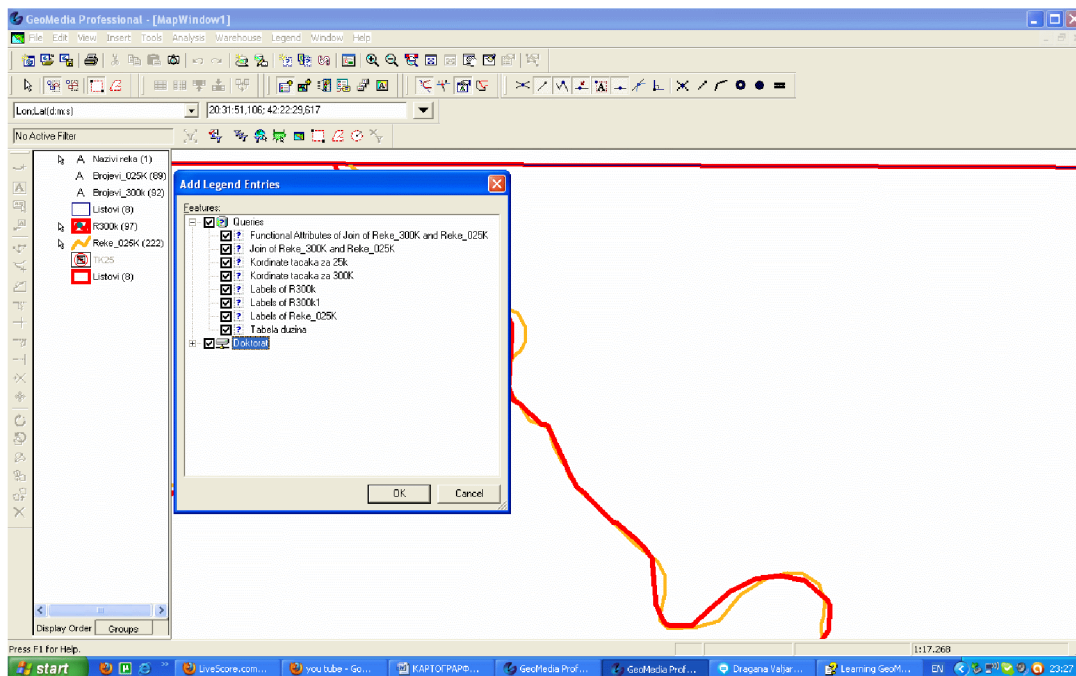 GeoMedia Professional - [MapWindow1]
File Edit View Insert Tools Analysis Warehouse Legend Window Help
Lon:Lat(d:m:s) 20:31:51,106; 42:22:29,617
No Active Filter
Nazivi reka (1)
Brojevi_025K (89)
Brojevi_300k (92)
Listovi (8)
R300k (97)
Reke_025K (222)
TK25
Listovi (8)
Add Legend Entries
Features:
Queries
Functional Attributes of Join of Reke_300K and Reke_025K
Join of Reke_300K and Reke_025K
Kordinate tacaka za 25k
Kordinate tacaka za 300K
Labels of R300k
Labels of R300k1
Labels of Reke_025K
Tabela duzina
Doktorat
OK Cancel
Display Order Groups
Press F1 for Help. 1:17.268
start LiveScore.com... you tube - Go... КАРТОГРАРФ... GeoMedia Prof... GeoMedia Prof... Dragana Valjar... Learning GeoM... EN 23:27